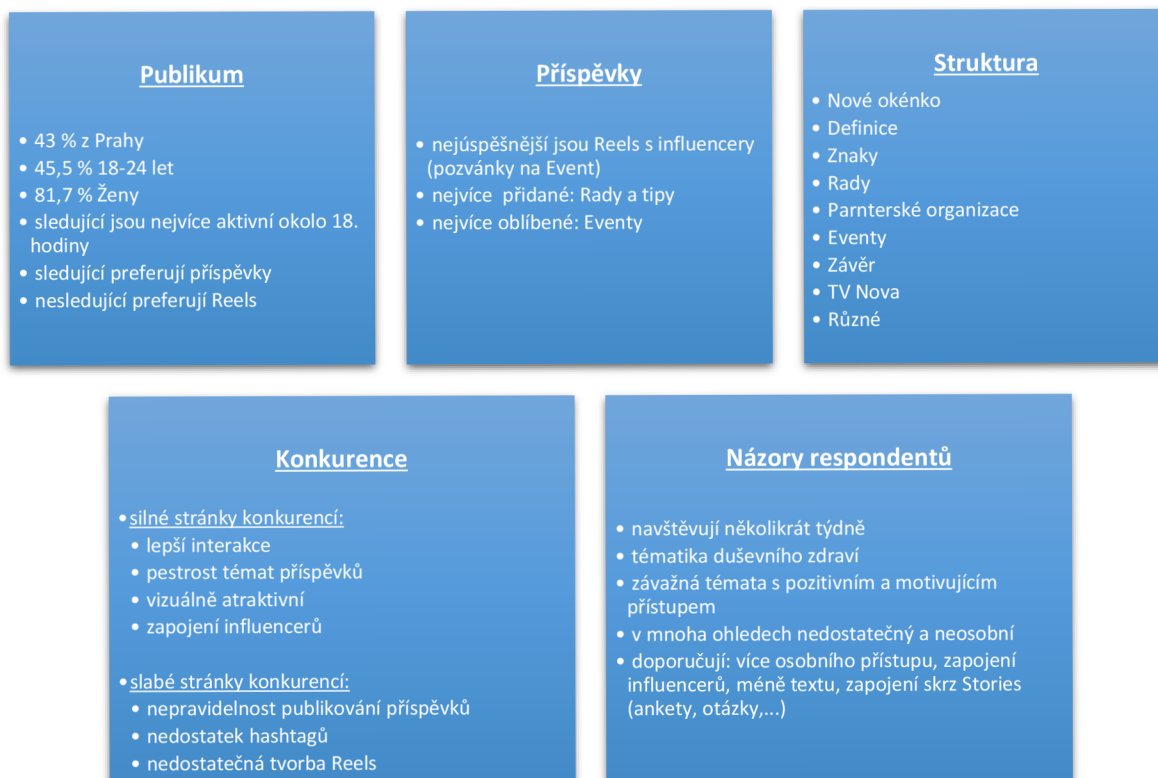 Publikum
• 43 % z Prahy
• 45,5 % 18-24 let
• 81,7 % Ženy
• sledující jsou nejvíce aktivní okolo 18.
hodiny
• sledující preferují příspěvky
• nesledující preferují Reels
Příspěvky
• nejúspěšnější jsou Reels s influencery
(pozvánky na Event)
• nejvíce přidané: Rady a tipy
• nejvíce oblíbené: Eventy
Struktura
• Nové okénko
• Definice
• Znaky
• Rady
• Parnterské organizace
• Eventy
• Závěr
• TV Nova
• Různé
Konkurence
• silné stránky konkurencí:
• lepší interakce
• pestrost témat příspěvků
• vizuálně atraktivní
• zapojení influencerů
• slabé stránky konkurencí:
• nepravidelnost publikování příspěvků
• nedostatek hashtagů
• nedostatečná tvorba Reels
Názory respondentů
• navštěvují několikrát týdně
• tématika duševního zdraví
• závažná témata s pozitivním a motivujícím
přístupem
• v mnoha ohledech nedostatečný a neosobní
• doporučují: více osobního přístupu, zapojení
influencerů, méně textu, zapojení skrz Stories
(ankety, otázky,...)